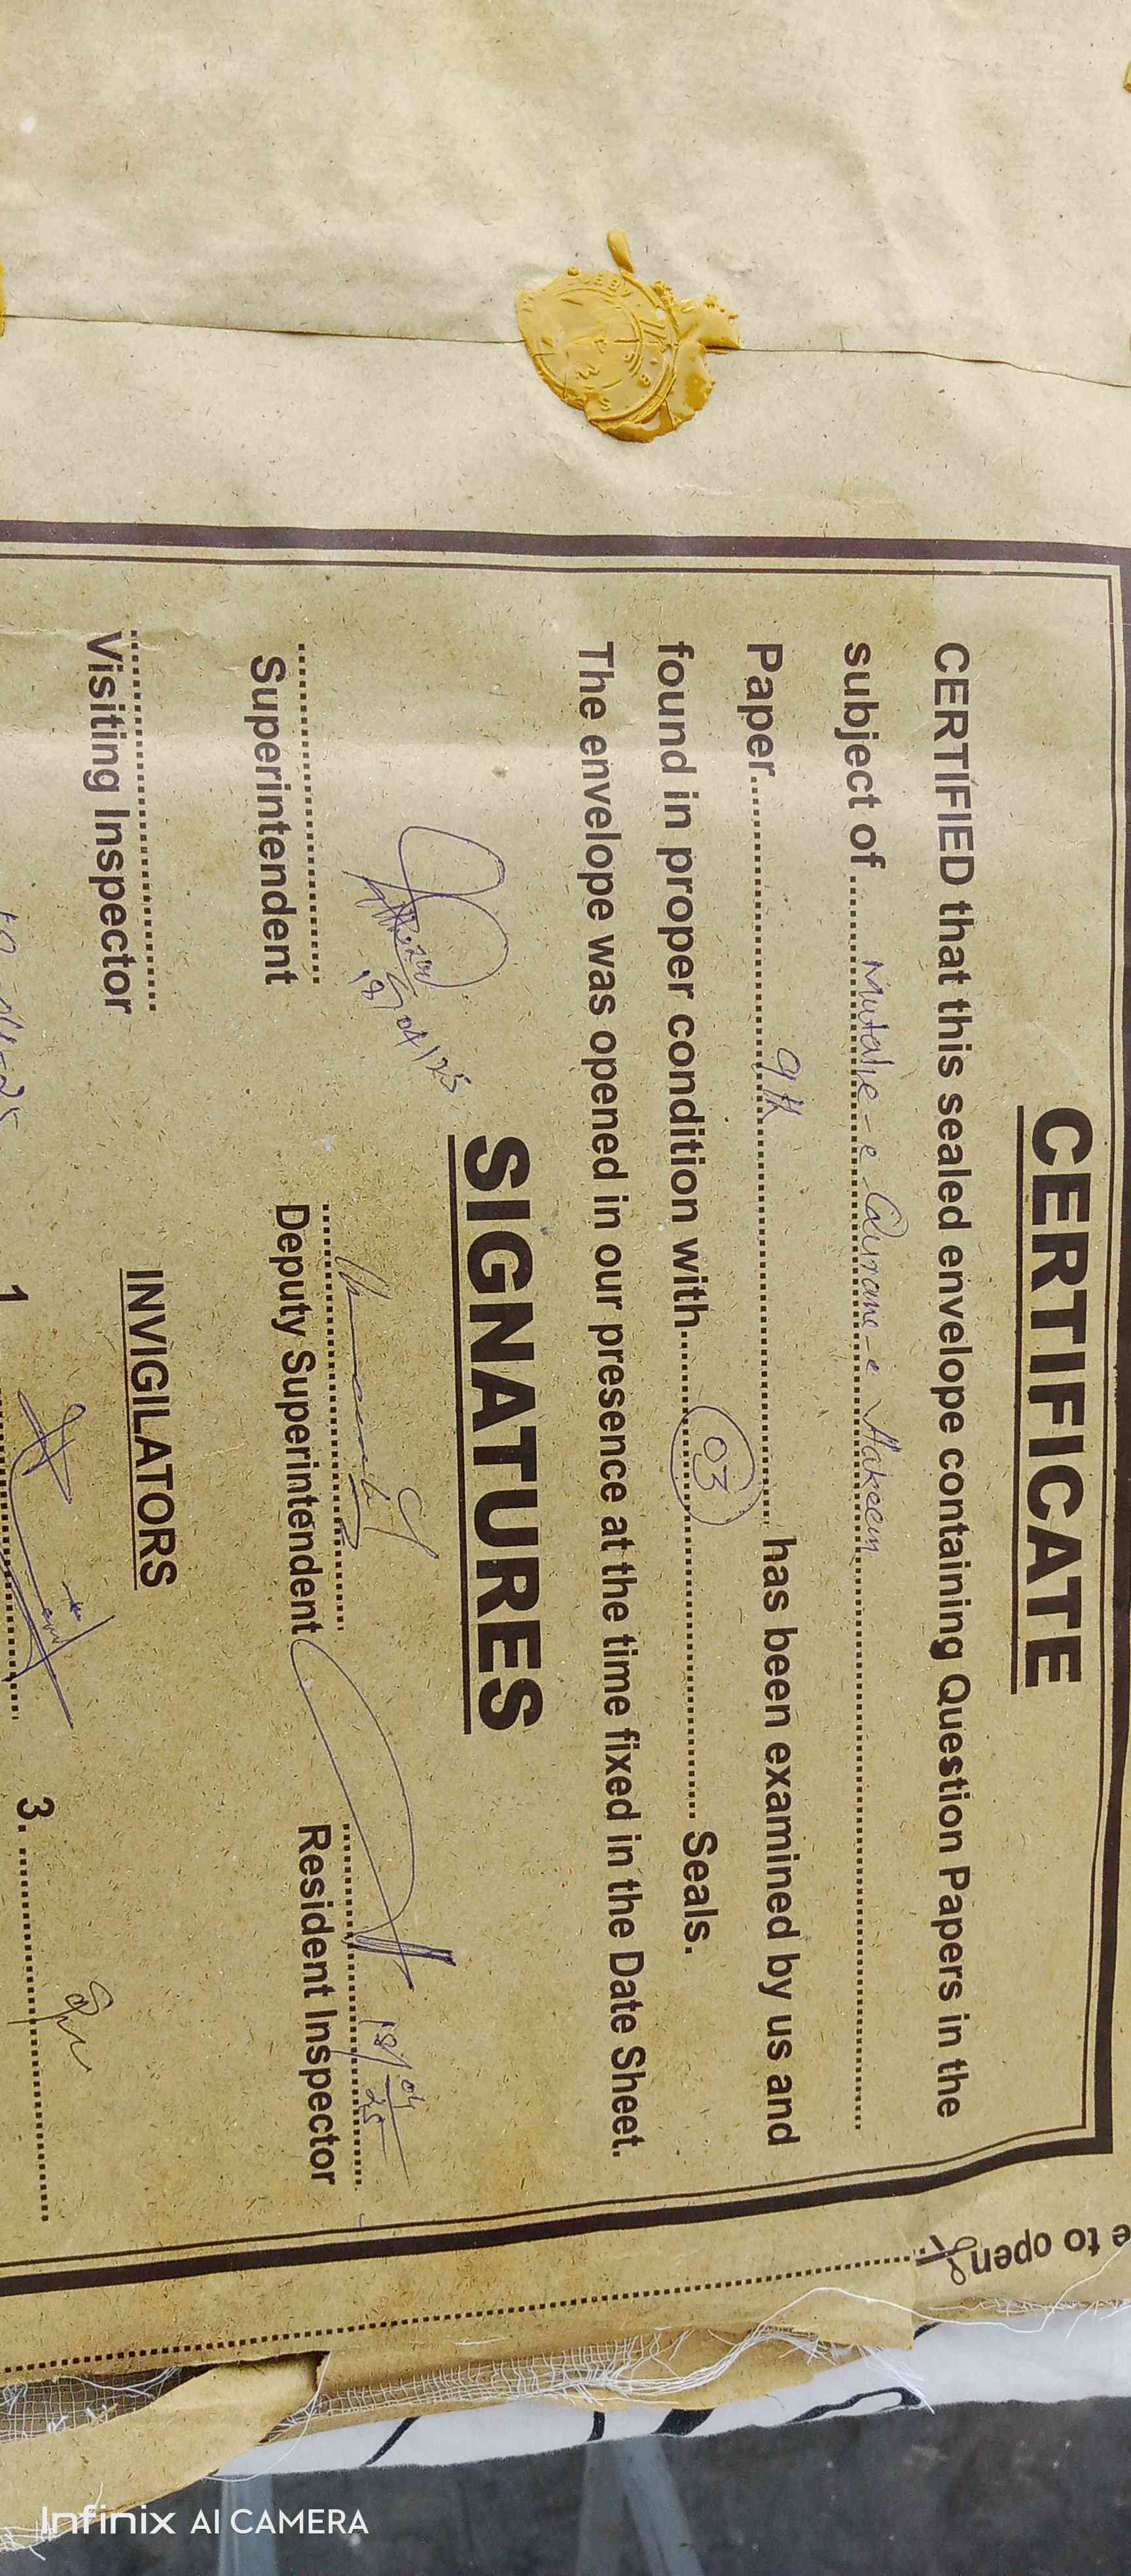 CERTIFICATE
CERTIFIED that this sealed envelope containing Question Papers in the
subject of Mutalie-e-Qurane-e Hakeem
Paper 9th has been examined by us and
found in proper condition with 03 Seals.
The envelope was opened in our presence at the time fixed in the Date Sheet.
SIGNATURES
18/04/25
18/04/25
Superintendent
Deputy Superintendent
Resident Inspector
Visiting Inspector
INVIGILATORS
1
3.
e to open
Infinix AI CAMERA